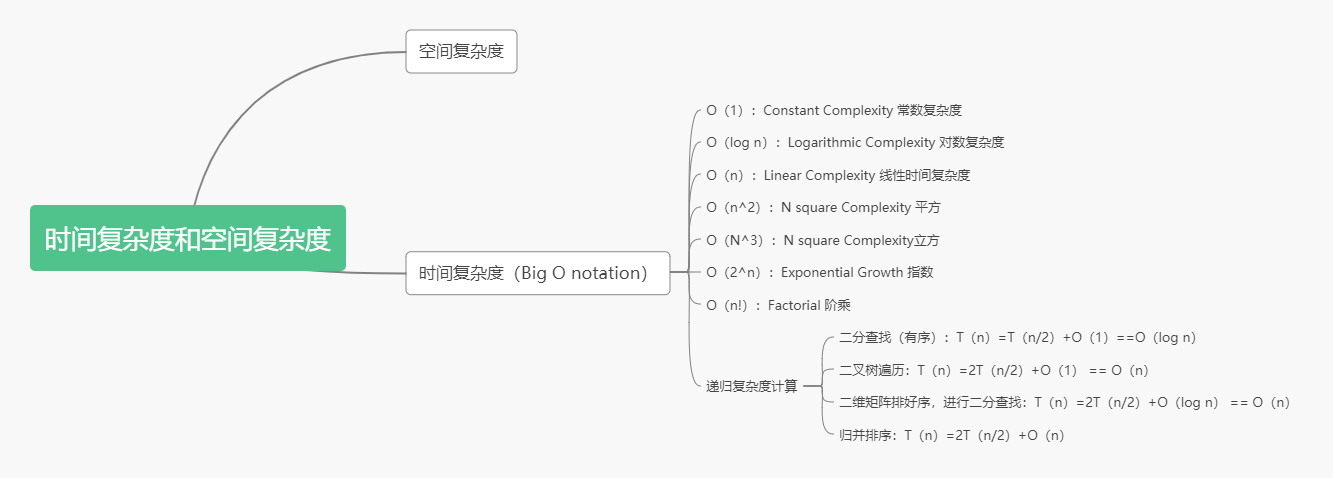 时间复杂度和空间复杂度
空间复杂度
时间复杂度（Big O notation）
O（1）：Constant Complexity 常数复杂度
O（log n）：Logarithmic Complexity 对数复杂度
O（n）：Linear Complexity 线性时间复杂度
O（n^2）：N square Complexity 平方
O（N^3）：N square Complexity立方
O（2^n）：Exponential Growth 指数
O（n!）：Factorial 阶乘
递归复杂度计算
二分查找（有序）：T（n）=T（n/2）+O（1）==O（log n）
二叉树遍历：T（n）=2T（n/2）+O（1） == O（n）
二维矩阵排好序，进行二分查找：T（n）=2T（n/2）+O（log n） == O（n）
归并排序：T（n）=2T（n/2）+O（n）